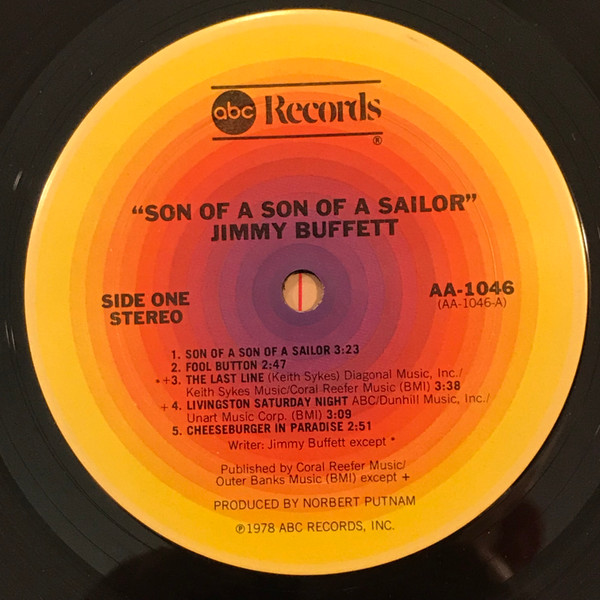 abc Records
®
"SON OF A SON OF A SAILOR"
JIMMY BUFFETT
SIDE ONE
STEREO
AA-1046
(AA-1046-A)
1. SON OF A SON OF A SAILOR 3:23
2. FOOL BUTTON 2:47
*+3. THE LAST LINE (Keith Sykes) Diagonal Music, Inc./
Keith Sykes Music/Coral Reefer Music (BMI) 3:38
+4. LIVINGSTON SATURDAY NIGHT ABC/Dunhill Music, Inc./
Unart Music Corp. (BMI) 3:09
5. CHEESEBURGER IN PARADISE 2:51
Writer: Jimmy Buffett except *
Published by Coral Reefer Music/
Outer Banks Music (BMI) except +
PRODUCED BY NORBERT PUTNAM
℗1978 ABC RECORDS, INC.